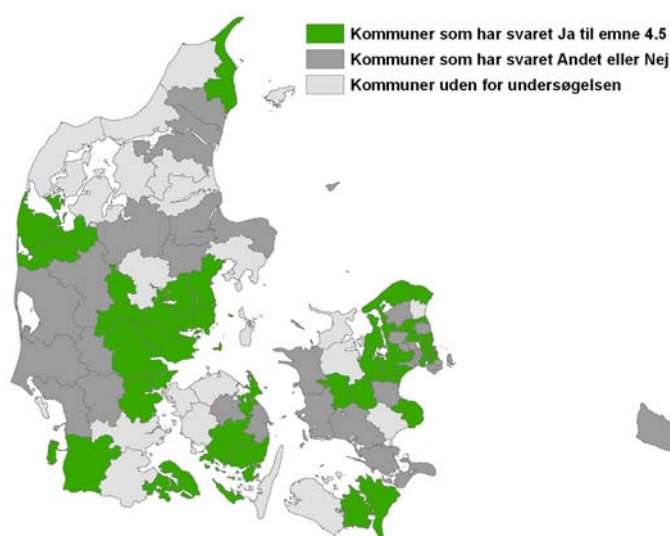 Kommuner som har svaret Ja til emne 4.5
Kommuner som har svaret Andet eller Nej
Kommuner uden for undersøgelsen